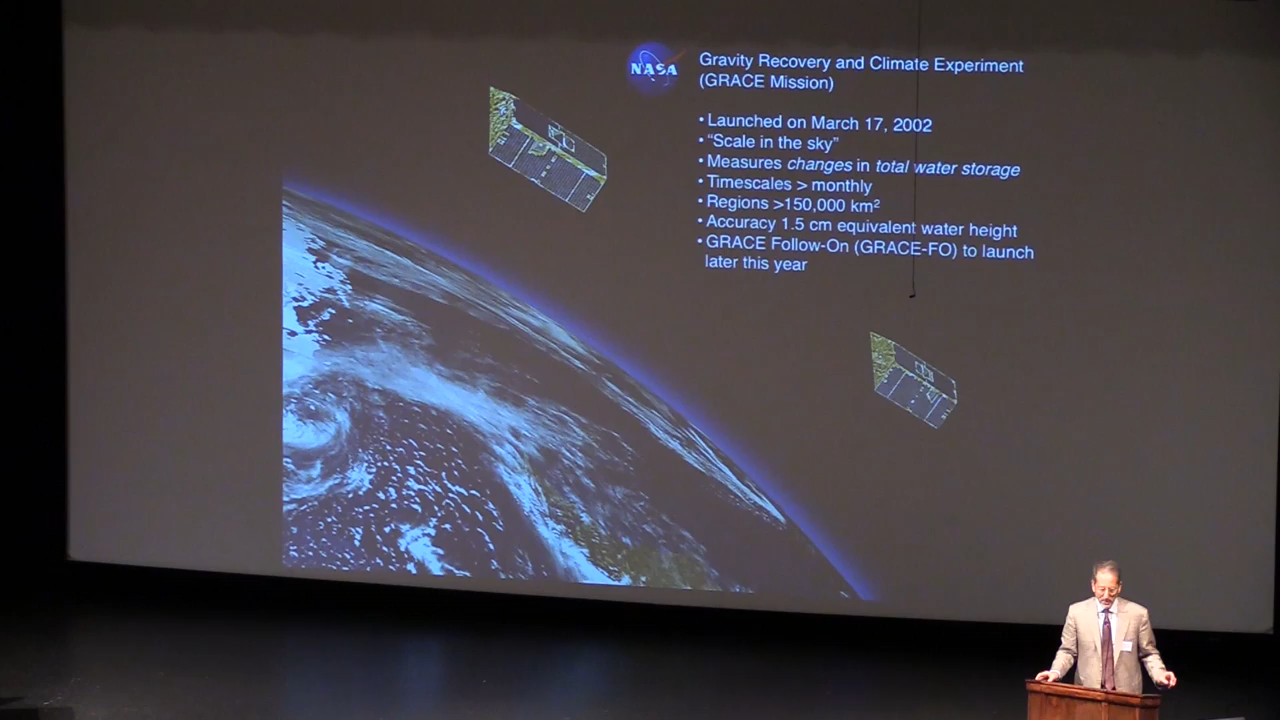 NASA
Gravity Recovery and Climate Experiment
(GRACE Mission)
• Launched on March 17, 2002
• “Scale in the sky”
• Measures changes in total water storage
• Timescales > monthly
• Regions >150,000 km²
• Accuracy 1.5 cm equivalent water height
• GRACE Follow-On (GRACE-FO) to launch
later this year